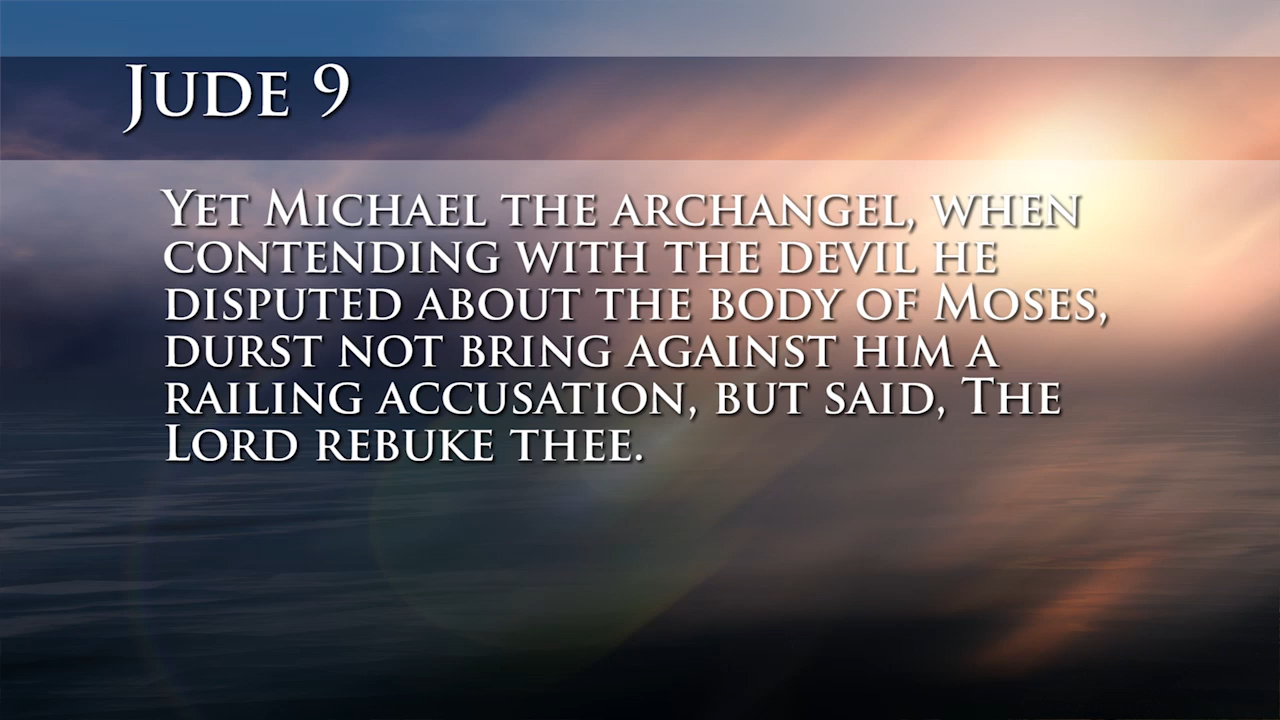 Jude 9
Yet Michael the archangel, when
contending with the devil he
disputed about the body of Moses,
durst not bring against him a
railing accusation, but said, The
Lord rebuke thee.